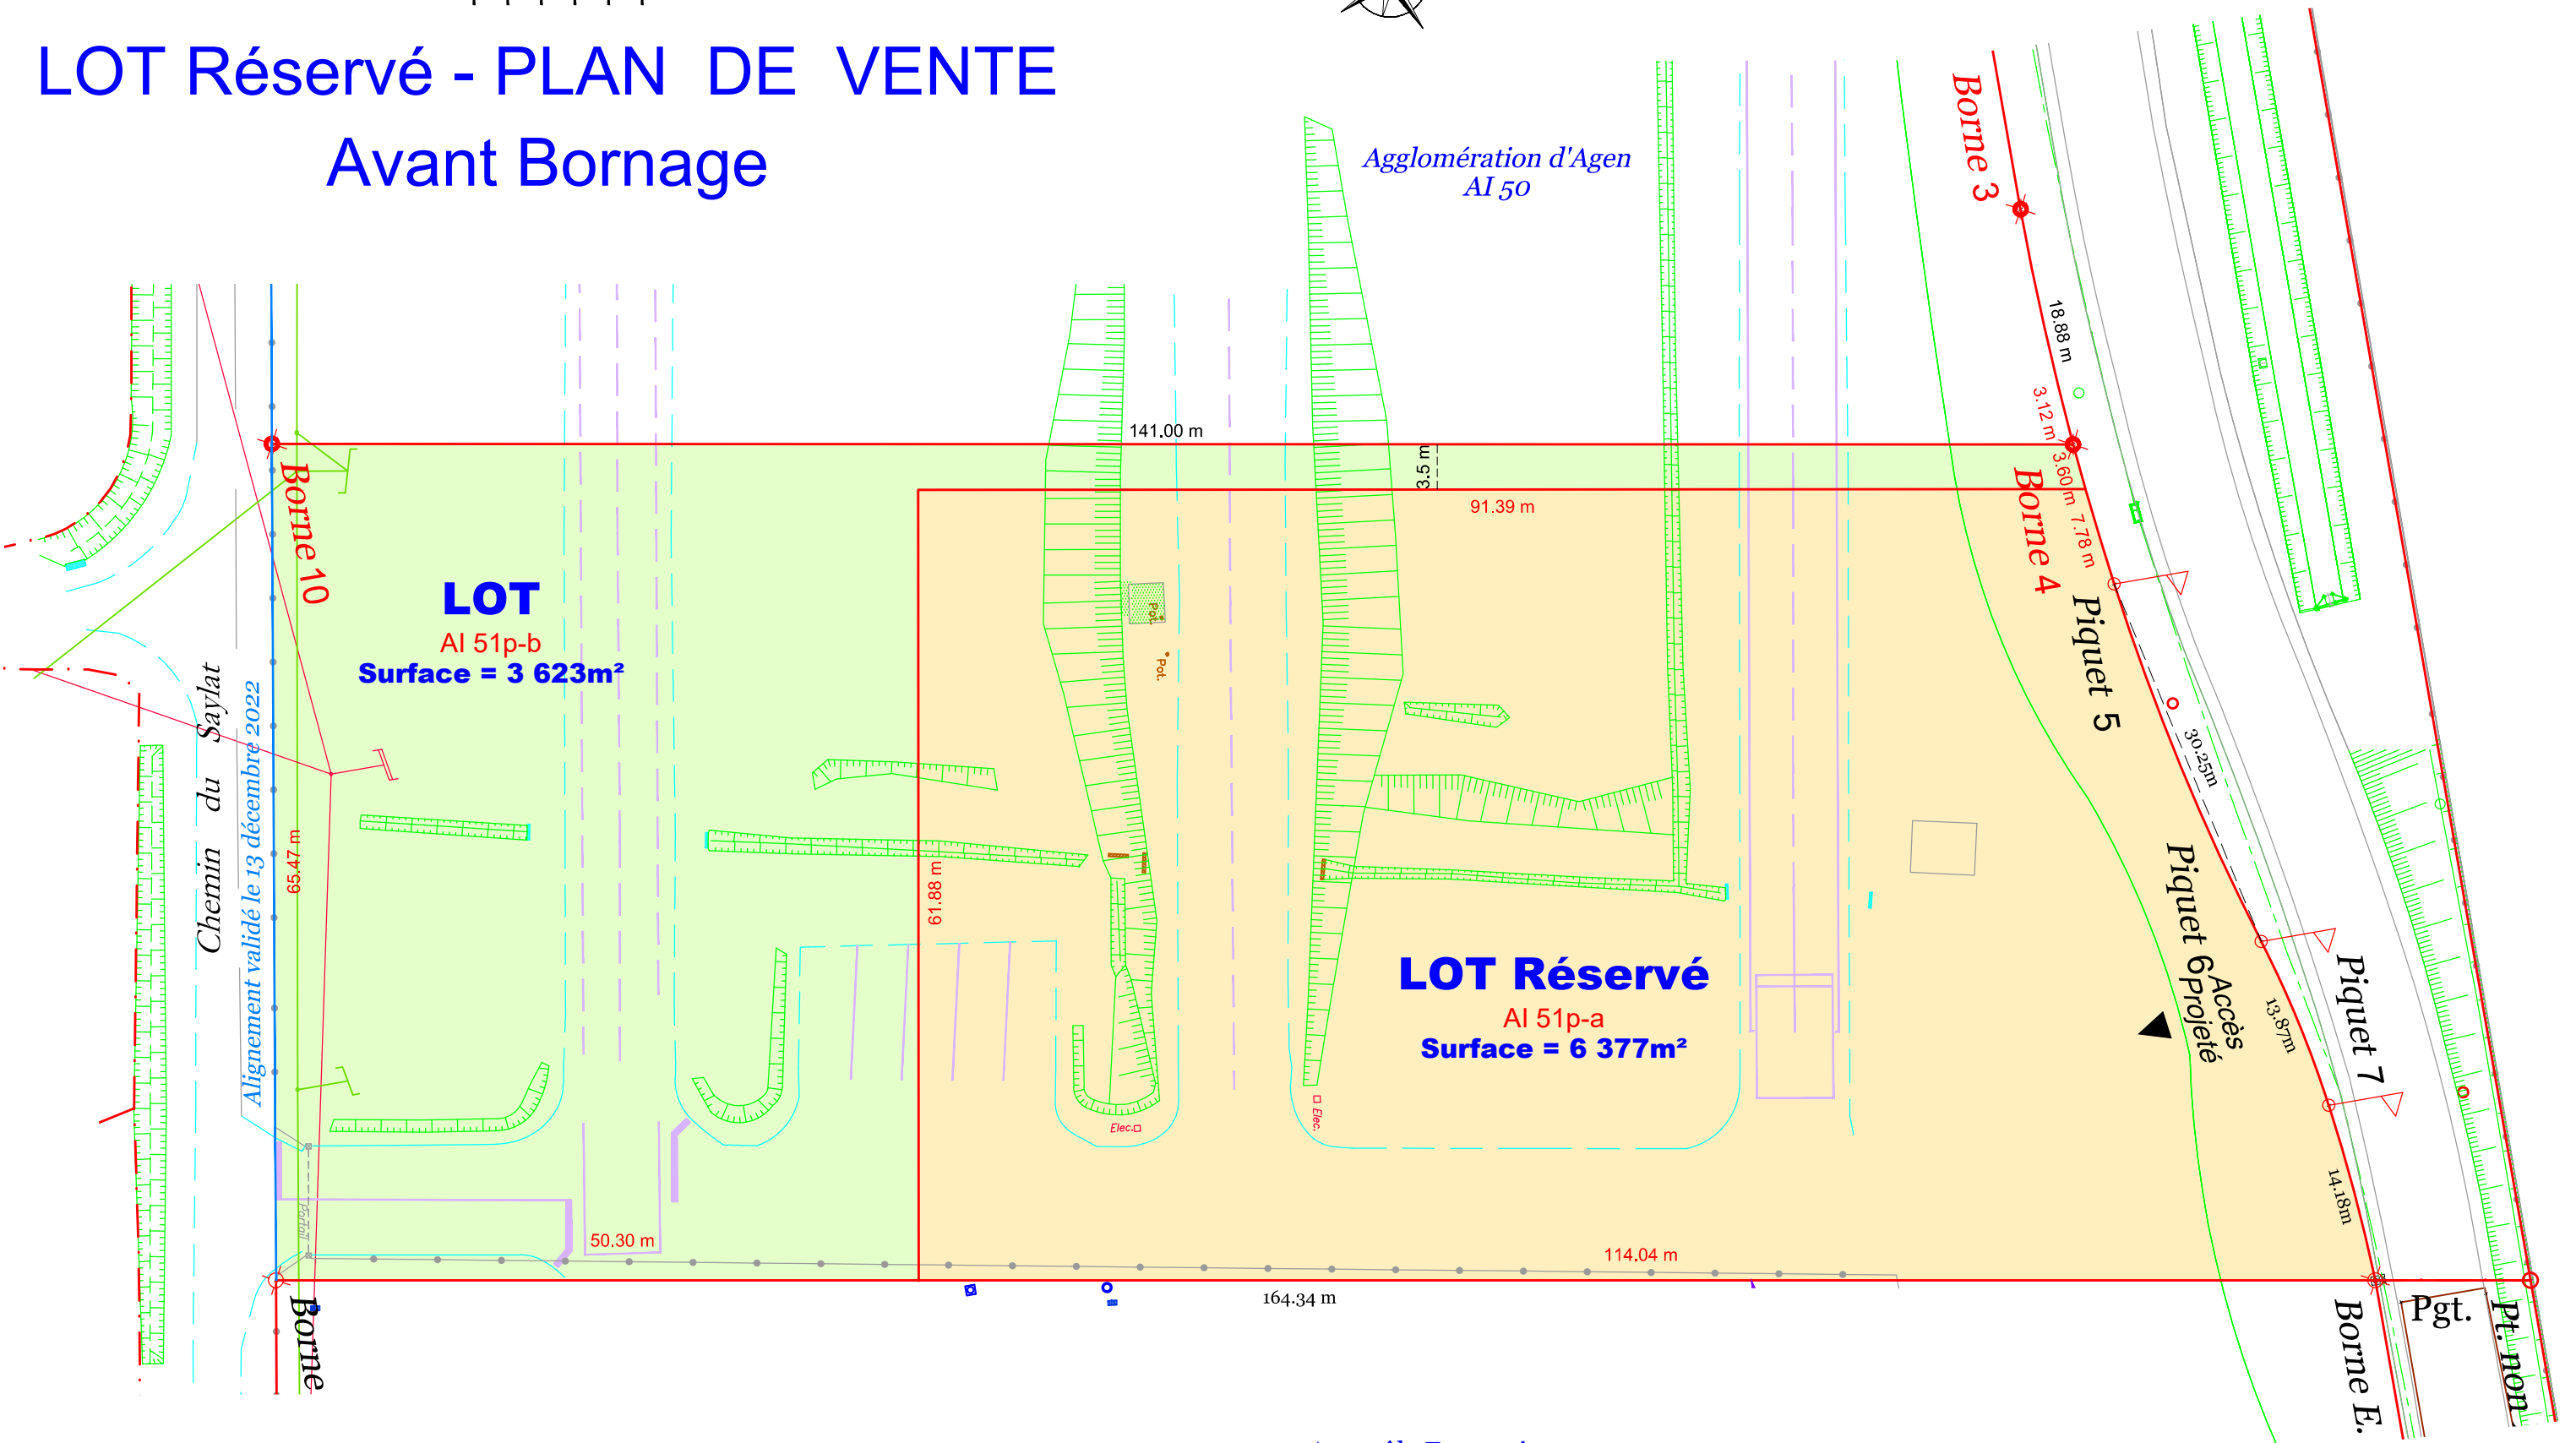 LOT Réservé - PLAN DE VENTE
Avant Bornage
Agglomération d'Agen
AI 50
Borne 3
18.88 m
3.12 m
3.60 m
7.78 m
Borne 4
141.00 m
3.5 m
91.39 m
Borne 10
LOT
AI 51p-b
Surface = 3 623m²
Pot.
Pot.
Piquet 5
30.25m
Chemin du Saylat
Alignement validé le 13 décembre 2022
65.47 m
61.88 m
Piquet 6
Accès
Projeté
13.87m
Piquet 7
LOT Réservé
AI 51p-a
Surface = 6 377m²
Elec.
Elec.
14.18m
Portail
50.30 m
114.04 m
164.34 m
Borne
Borne E.
Pgt.
Pt. non